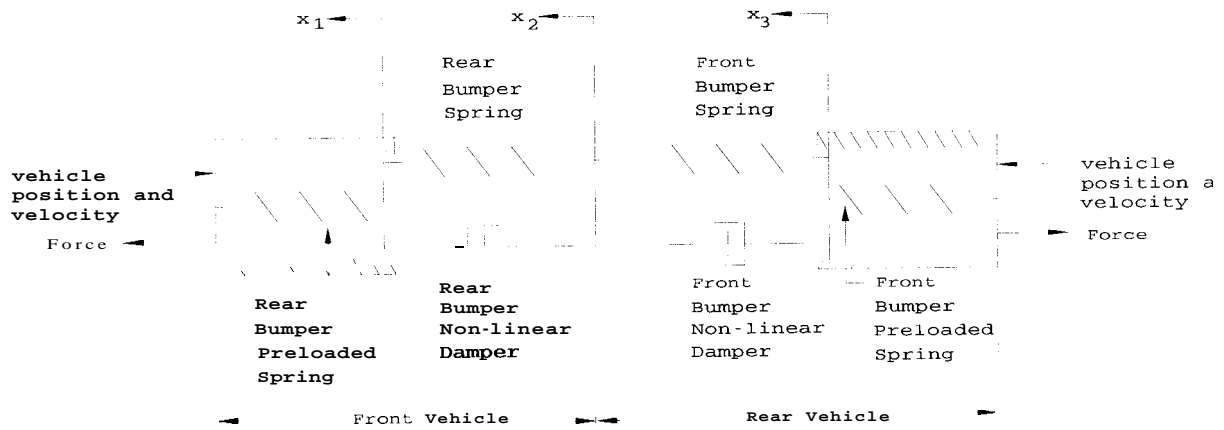 x1
x2
x3
Rear
Bumper
Spring
Front
Bumper
Spring
vehicle
position and
velocity
Force
vehicle
position a
velocity
Force
Rear
Bumper
Preloaded
Spring
Rear
Bumper
Non-linear
Damper
Front
Bumper
Non-linear
Damper
Front
Bumper
Preloaded
Spring
Front Vehicle
Rear Vehicle